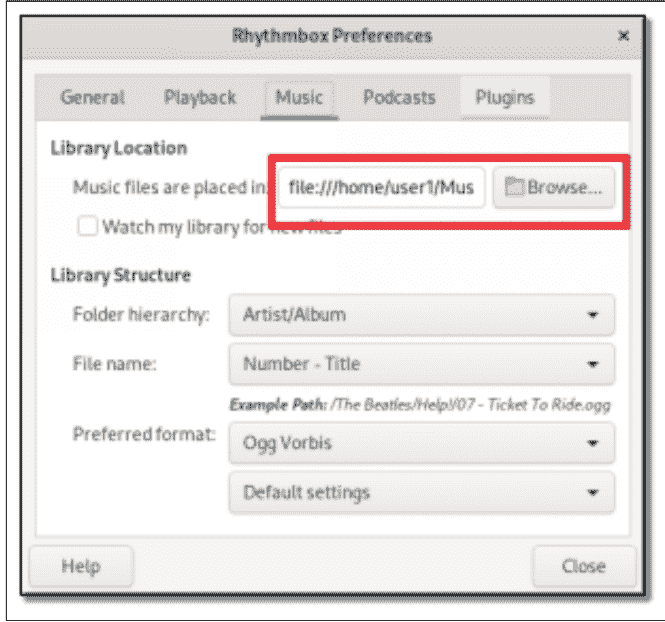 Rhythmbox Preferences ×
General Playback Music Podcasts Plugins
Library Location
Music files are placed in: file:///home/user1/Mus Browse...
Watch my library for new files
Library Structure
Folder hierarchy: Artist/Album
File name: Number - Title
Example Path: /The Beatles/Help!/07 - Ticket To Ride.ogg
Preferred format: Ogg Vorbis
Default settings
Help Close